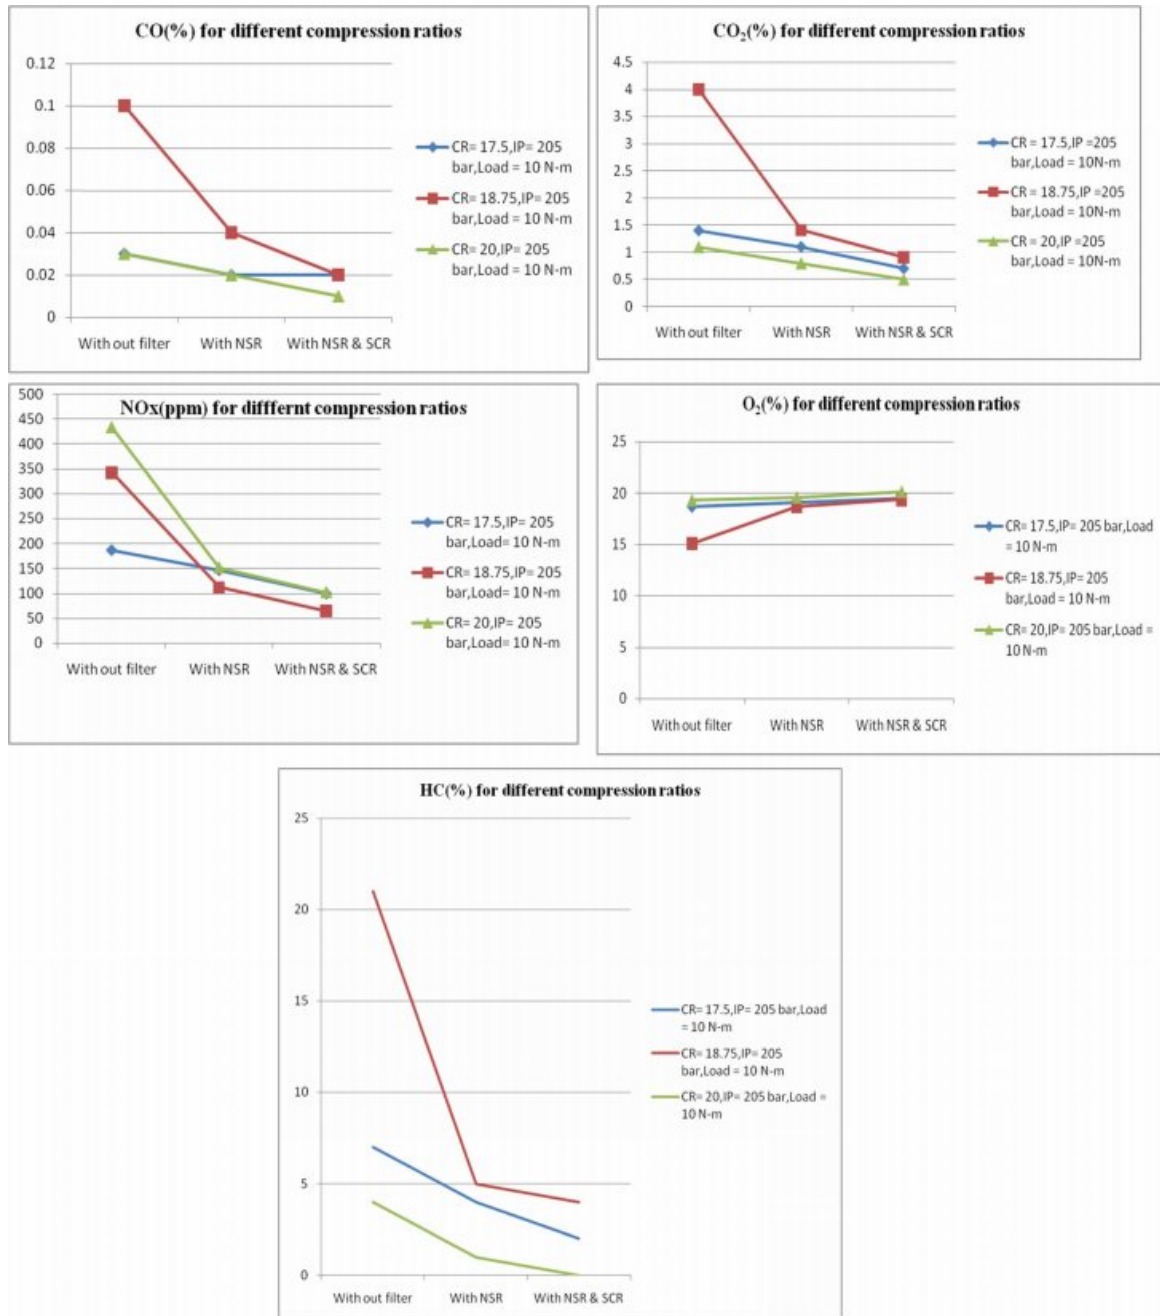 CO(%) for different compression ratios
0.12
0.1
0.08
0.06
0.04
0.02
0
With out filter
With NSR
With NSR & SCR
CR= 17.5,IP= 205
bar,Load = 10 N-m
CR= 18.75,IP= 205
bar,Load = 10 N-m
CR= 20,IP= 205
bar,Load = 10 N-m
CO₂(%) for different compression ratios
4.5
4
3.5
3
2.5
2
1.5
1
0.5
0
With out filter
With NSR
With NSR & SCR
CR = 17.5,IP =205
bar,Load = 10N-m
CR = 18.75,IP =205
bar,Load = 10N-m
CR = 20,IP =205
bar,Load = 10N-m
NOx(ppm) for difffernt compression ratios
500
450
400
350
300
250
200
150
100
50
0
With out filter
With NSR
With NSR & SCR
CR= 17.5,IP= 205
bar,Load= 10 N-m
CR= 18.75,IP= 205
bar,Load= 10 N-m
CR= 20,IP= 205
bar,Load= 10 N-m
O₂(%) for different compression ratios
25
20
15
10
5
0
With out filter
With NSR
With NSR & SCR
CR= 17.5,IP= 205 bar,Load
= 10 N-m
CR= 18.75,IP= 205
bar,Load= 10 N-m
CR= 20,IP= 205 bar,Load =
10 N-m
HC(%) for different compression ratios
25
20
15
10
5
0
With out filter
With NSR
With NSR & SCR
CR= 17.5,IP= 205 bar,Load
= 10 N-m
CR= 18.75,IP= 205
bar,Load = 10 N-m
CR= 20,IP= 205 bar,Load =
10 N-m